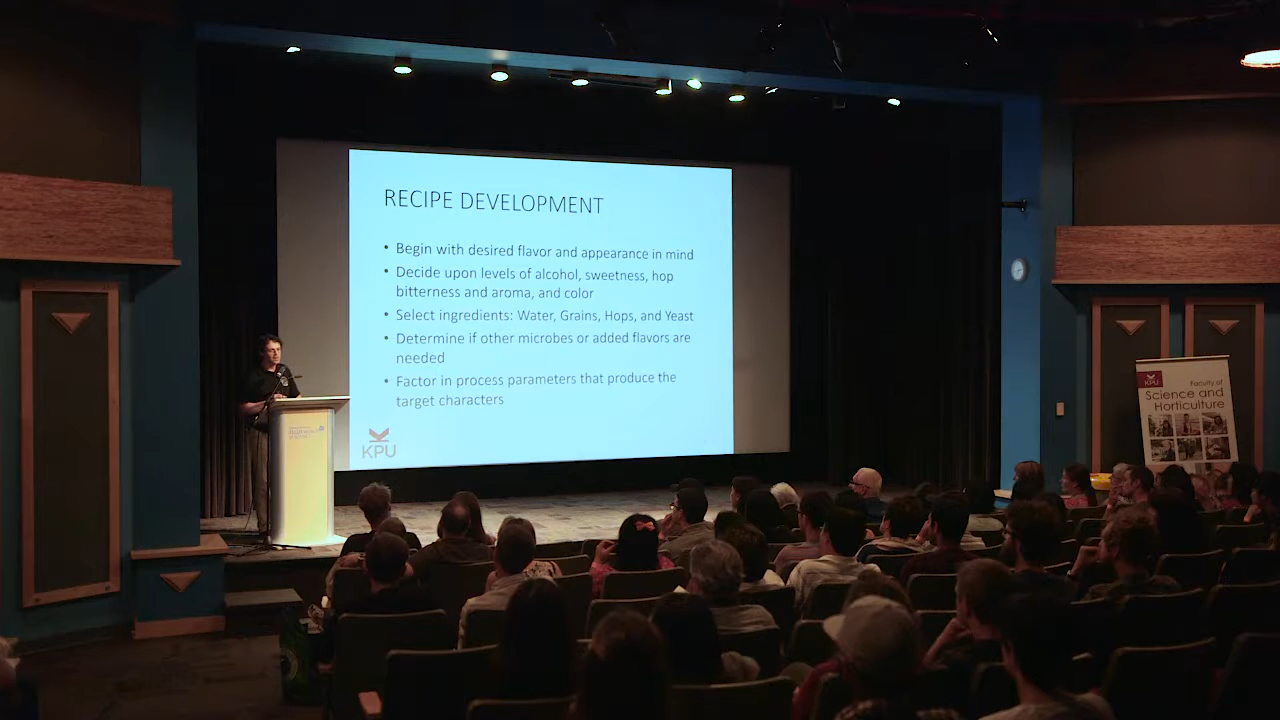 RECIPE DEVELOPMENT
• Begin with desired flavor and appearance in mind
• Decide upon levels of alcohol, sweetness, hop
bitterness and aroma, and color
• Select ingredients: Water, Grains, Hops, and Yeast
• Determine if other microbes or added flavors are
needed
• Factor in process parameters that produce the
target characters
KPU
KPU
Faculty of
Science and
Horticulture